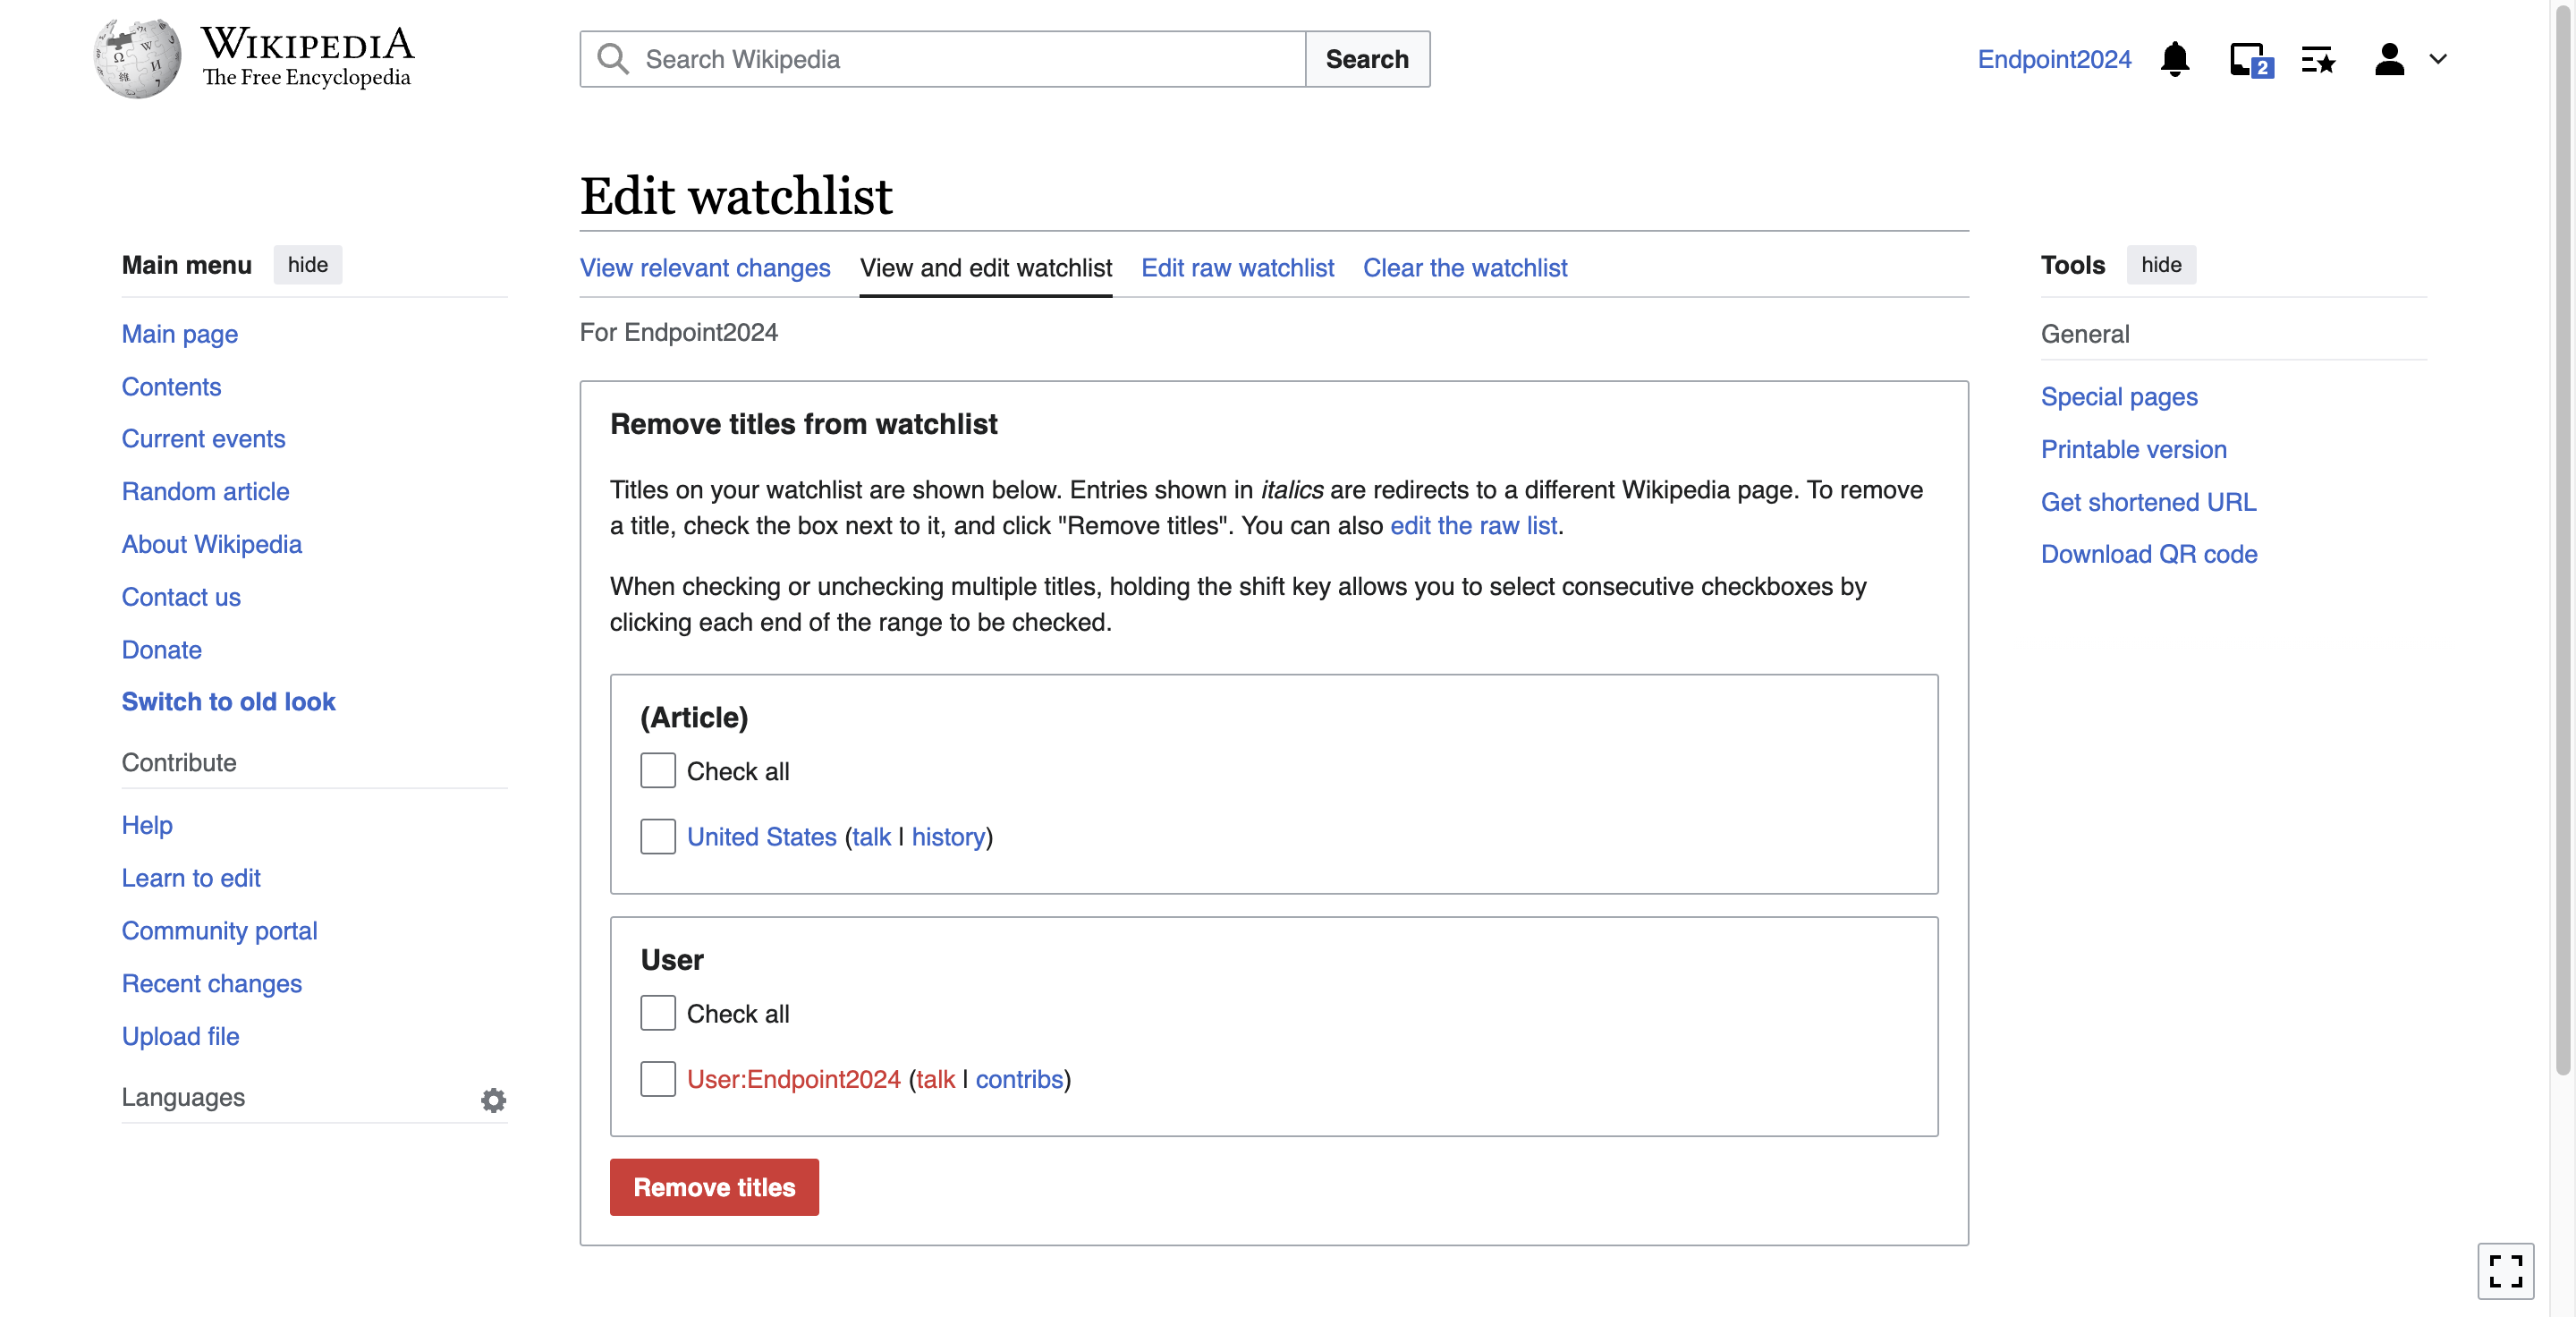 WIKIPEDIA
The Free Encyclopedia
Search Wikipedia
Search
Endpoint2024
2
Edit watchlist
Main menu
hide
Main page
Contents
Current events
Random article
About Wikipedia
Contact us
Donate
Switch to old look
Contribute
Help
Learn to edit
Community portal
Recent changes
Upload file
Languages
View relevant changes
View and edit watchlist
Edit raw watchlist
Clear the watchlist
For Endpoint2024
Remove titles from watchlist
Titles on your watchlist are shown below. Entries shown in italics are redirects to a different Wikipedia page. To remove
a title, check the box next to it, and click "Remove titles". You can also edit the raw list.
When checking or unchecking multiple titles, holding the shift key allows you to select consecutive checkboxes by
clicking each end of the range to be checked.
(Article)
Check all
United States (talk | history)
User
Check all
User:Endpoint2024 (talk | contribs)
Remove titles
Tools
hide
General
Special pages
Printable version
Get shortened URL
Download QR code